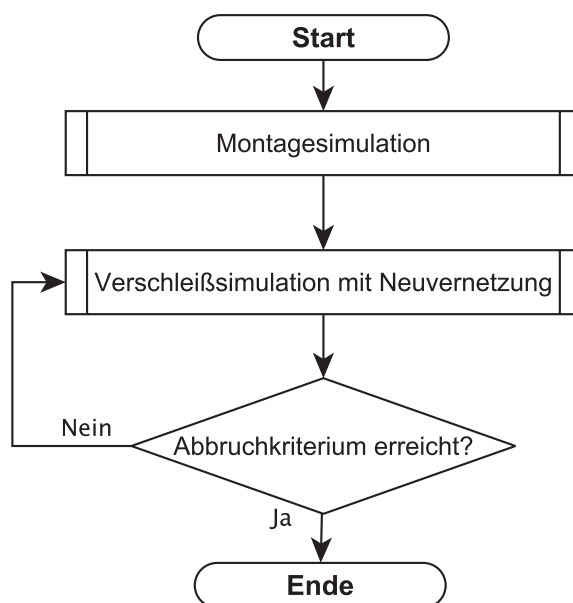 Start
Montagesimulation
Verschleißsimulation mit Neuvernetzung
Nein
Abbruchkriterium erreicht?
Ja
Ende